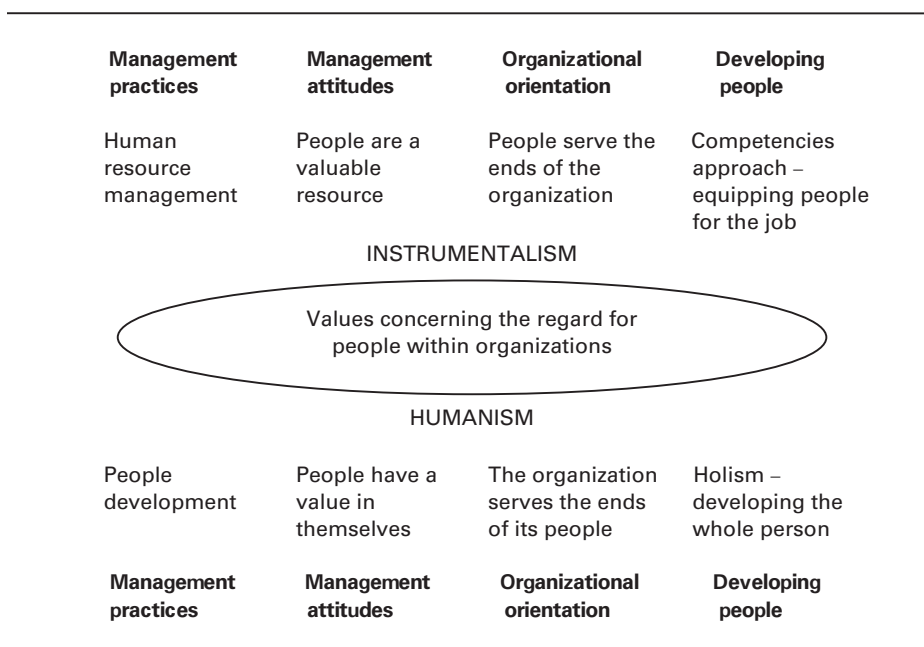 Management Management Organizational Developing
practices attitudes orientation people
Human People are a People serve the Competencies
resource valuable ends of the approach –
management resource organization equipping people
for the job
INSTRUMENTALISM
Values concerning the regard for
people within organizations
HUMANISM
People People have a The organization Holism –
development value in serves the ends developing the
themselves of its people whole person
Management Management Organizational Developing
practices attitudes orientation people